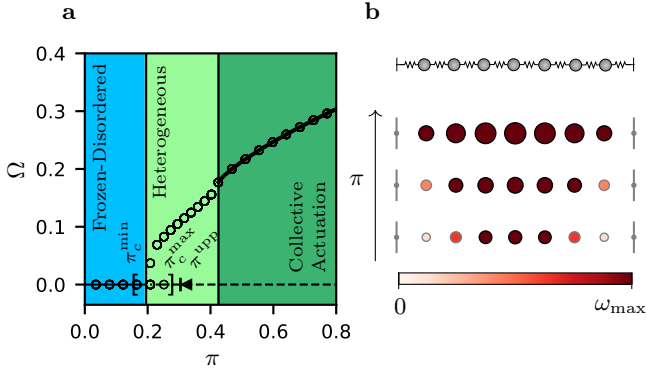 a
b
0.4
0.3
0.2
0.1
0.0
Ω
Frozen-Disordered
Heterogeneous
Collective
Actuation
π_c^min
π_c^max
π^upp
0.0
0.2
0.4
0.6
0.8
π
π
0
ω_max